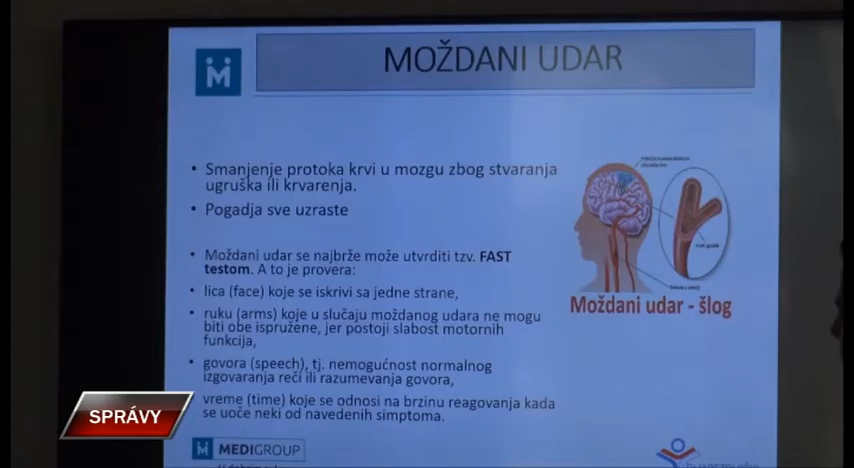 MOŽDANI UDAR
• Smanjenje protoka krvi u mozgu zbog stvaranja
ugruška ili krvarenja.
• Pogadja sve uzraste
• Moždani udar se najbrže može utvrditi tzv. FAST
testom. A to je provera:
• lica (face) koje se iskrivi sa jedne strane,
• ruku (arms) koje u slučaju moždanog udara ne mogu
biti obe ispružene, jer postoji slabost motornih
funkcija,
• govora (speech), tj. nemogućnost normalnog
izgovaranja reči ili razumevanja govora,
• vreme (time) koje se odnosi na brzinu reagovanja kada
se uoče neki od navedenih simptoma.
Moždani udar - šlog
SPRÁVY
MEDIGROUP